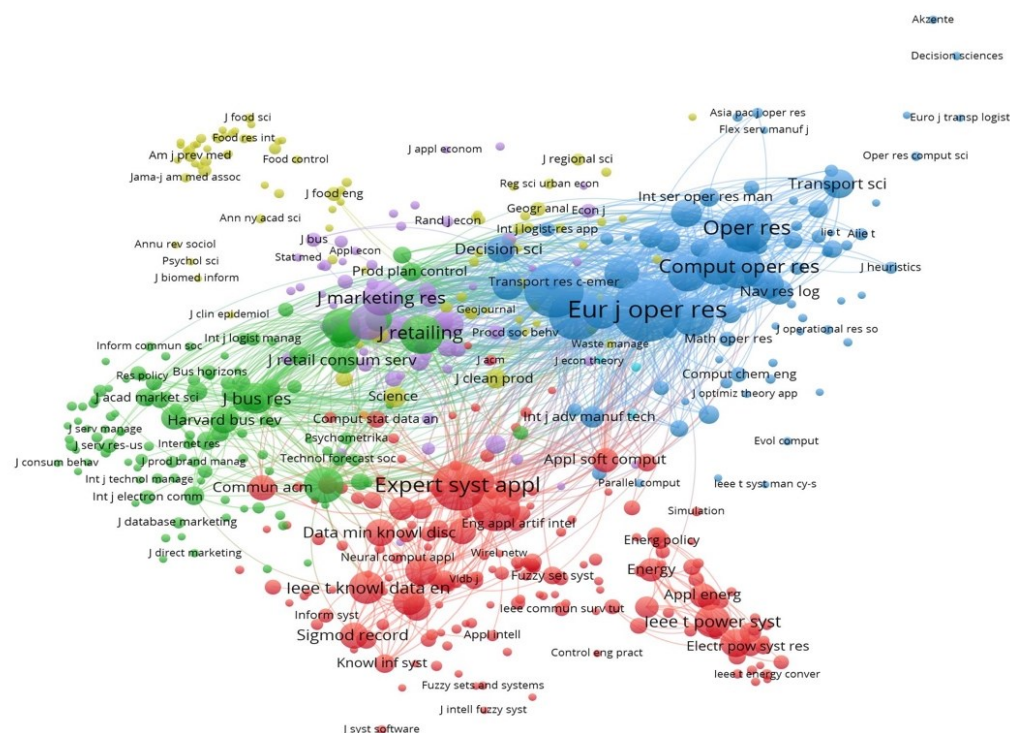 Akzente
Decision sciences
J food sci
Asia pac j oper res
Euro j transp logist
Flex serv manuf j
Food res int
J appl econom
Am j prev med
Food control
J regional sci
Oper res comput sci
Jama-j am med assoc
Reg sci urban econ
Transport sci
J food eng
Int ser oper res man
Geogr anal
Econ j
Ann ny acad sci
Rand j econ
Oper res
Int j logist-res app
Iie t
Aiie t
J bus
Annu rev sociol
Appl econ
Decision sci
Stat med
Psychol sci
Prod plan control
Comput oper res
J heuristics
J biomed inform
Transport res c-emer
Nav res log
J marketing res
Geojournal
Eur j oper res
J clin epidemiol
J retailing
Procd soc behv
J operational res so
Int j logist manag
Math oper res
Inform commun soc
Waste manage
J retail consum serv
J acm
J econ theory
Bus horizons
Res policy
J clean prod
Comput chem eng
J acad market sci
J bus res
Science
J optimiz theory app
Harvard bus rev
Comput stat data an
Int j adv manuf tech
J serv manage
Psychometrika
Evol comput
J serv res-us
Internet res
Technol forecast soc
Appl soft comput
J consum behav
J prod brand manag
Int j technol manage
Commun acm
Expert syst appl
Parallel comput
Ieee t syst man cy-s
Int j electron comm
Simulation
J database marketing
Data min knowl disc
Eng appl artif intel
Energ policy
J direct marketing
Neural comput appl
Wirel netw
Energy
Vldb j
Fuzzy set syst
Ieee t knowl data en
Appl energ
Inform syst
Ieee commun surv tut
Ieee t power syst
Sigmod record
Appl intell
Electr pow syst res
Control eng pract
Knowl inf syst
Ieee t energy conver
Fuzzy sets and systems
J intell fuzzy syst
J syst software